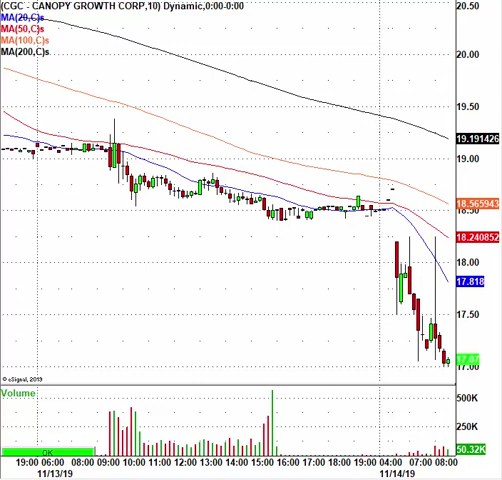 (CGC - CANOPY GROWTH CORP,10) Dynamic,0:00-0:00
MA(20,C)s
MA(50,C)s
MA(100,C)s
MA(200,C)s
20.50
20.00
19.50
19.191426
19.00
18.565943
18.50
18.240852
18.00
17.818
17.50
17.07
17.00
© eSignal, 2019
Volume
500K
250K
50.32K
OK
19:00 06:00 08:00 09:00 10:00 11:00 12:00 13:00 14:00 15:00 16:00 17:00 18:00 19:00 04:00 07:00 08:00
11/13/19 11/14/19